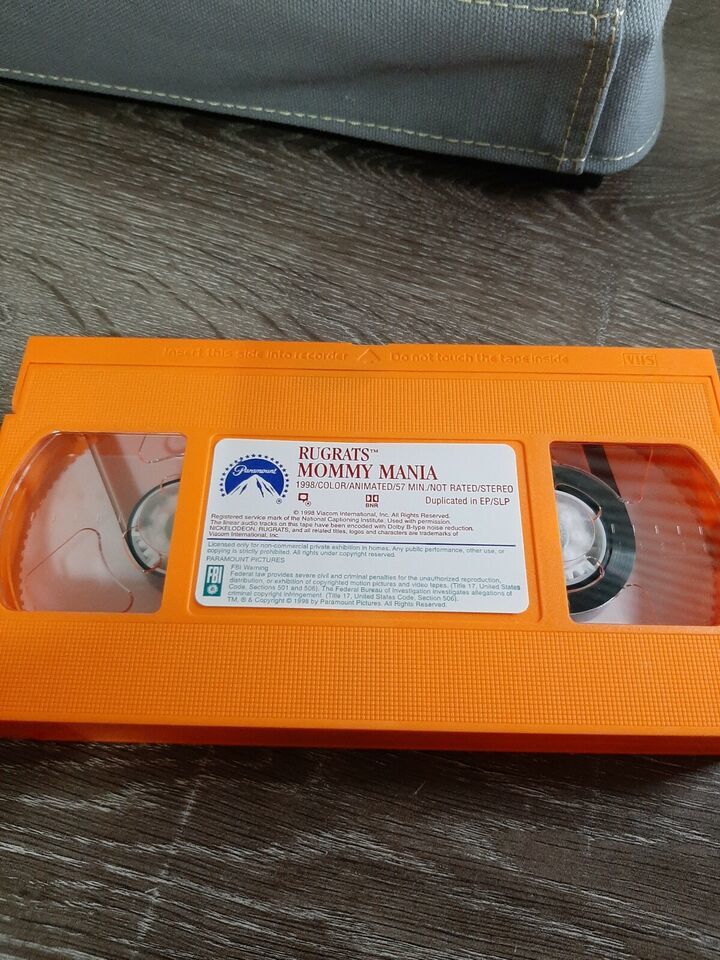 Insert this side into recorder Do not touch the tape inside VHS
Paramount
RUGRATS™
MOMMY MANIA
1998/COLOR/ANIMATED/57 MIN./NOT RATED/STEREO
BNR Duplicated in EP/SLP
© 1998 Viacom International, Inc. All Rights Reserved.
Registered service mark of the National Captioning Institute. Used with permission.
The linear audio tracks on this tape have been encoded with Dolby B-type noise reduction.
NICKELODEON, RUGRATS, and all related titles, logos and characters are trademarks of
Viacom International, Inc.
Licensed only for non-commercial private exhibition in homes. Any public performance, other use, or
copying is strictly prohibited. All rights under copyright reserved.
PARAMOUNT PICTURES
FBI
FBI Warning
Federal law provides severe civil and criminal penalties for the unauthorized reproduction,
distribution, or exhibition of copyrighted motion pictures and video tapes, (Title 17, United States
Code, Sections 501 and 506). The Federal Bureau of Investigation investigates allegations of
criminal copyright infringement. (Title 17, United States Code, Section 506).
TM, ® & Copyright © 1998 by Paramount Pictures. All Rights Reserved.